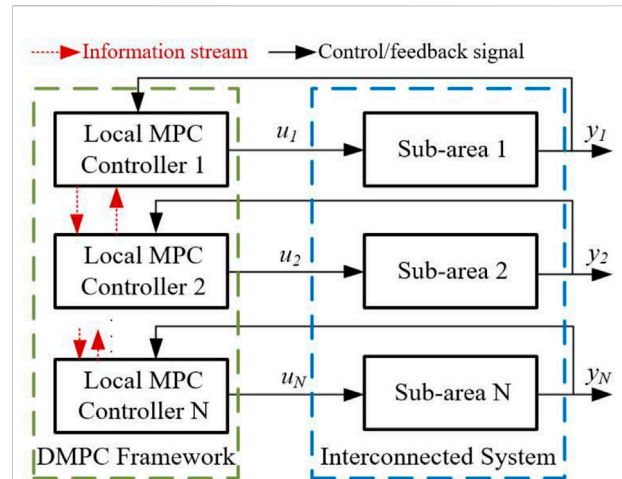 Information stream
Control/feedback signal
Local MPC
Controller 1
u1
Sub-area 1
y1
Local MPC
Controller 2
u2
Sub-area 2
y2
Local MPC
Controller N
uN
Sub-area N
yN
DMPC Framework
Interconnected System